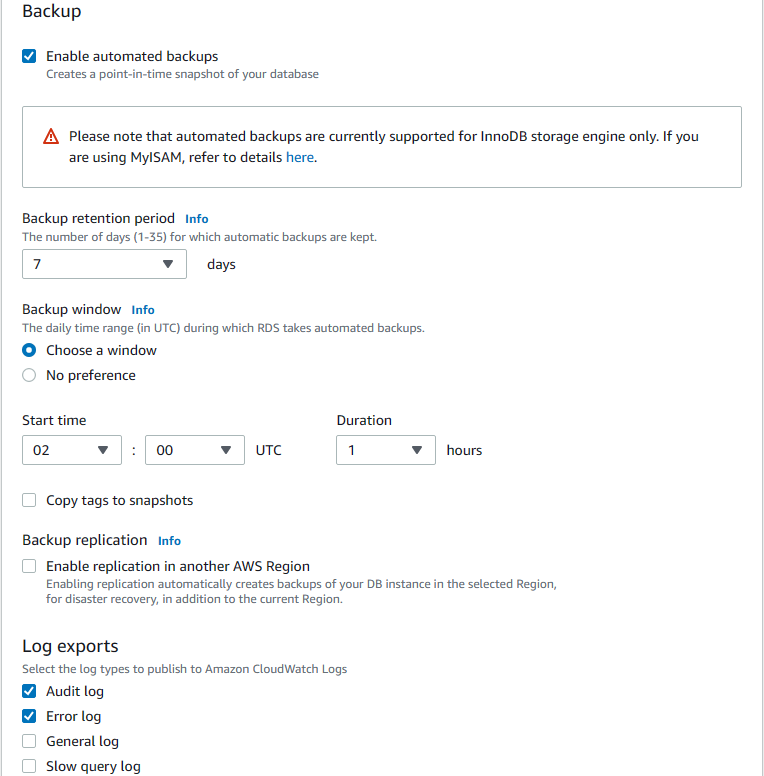 Backup
Enable automated backups
Creates a point-in-time snapshot of your database
Please note that automated backups are currently supported for InnoDB storage engine only. If you
are using MyISAM, refer to details here.
Backup retention period Info
The number of days (1-35) for which automatic backups are kept.
7 days
Backup window Info
The daily time range (in UTC) during which RDS takes automated backups.
Choose a window
No preference
Start time Duration
02 : 00 UTC 1 hours
Copy tags to snapshots
Backup replication Info
Enable replication in another AWS Region
Enabling replication automatically creates backups of your DB instance in the selected Region,
for disaster recovery, in addition to the current Region.
Log exports
Select the log types to publish to Amazon CloudWatch Logs
Audit log
Error log
General log
Slow query log